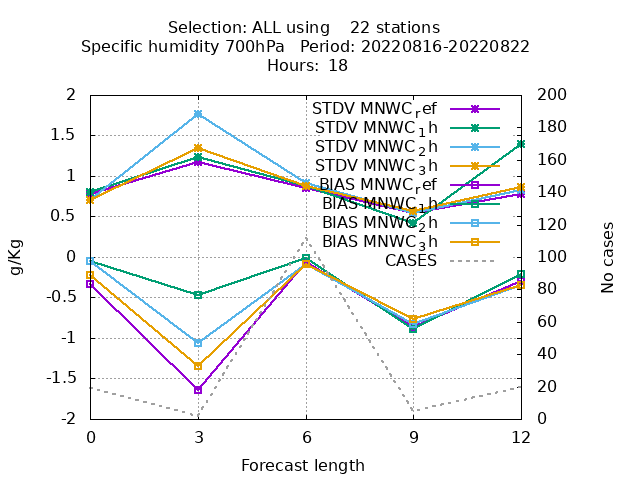 Selection: ALL using    22 stations
Specific humidity 700hPa   Period: 20220816-20220822
Hours: 18
STDV MNWC_ref
STDV MNWC_1h
STDV MNWC_2h
STDV MNWC_3h
BIAS MNWC_ref
BIAS MNWC_1h
BIAS MNWC_2h
BIAS MNWC_3h
CASES
g/Kg
2
1.5
1
0.5
0
-0.5
-1
-1.5
-2
No cases
200
180
160
140
120
100
80
60
40
20
0
0 3 6 9 12
Forecast length